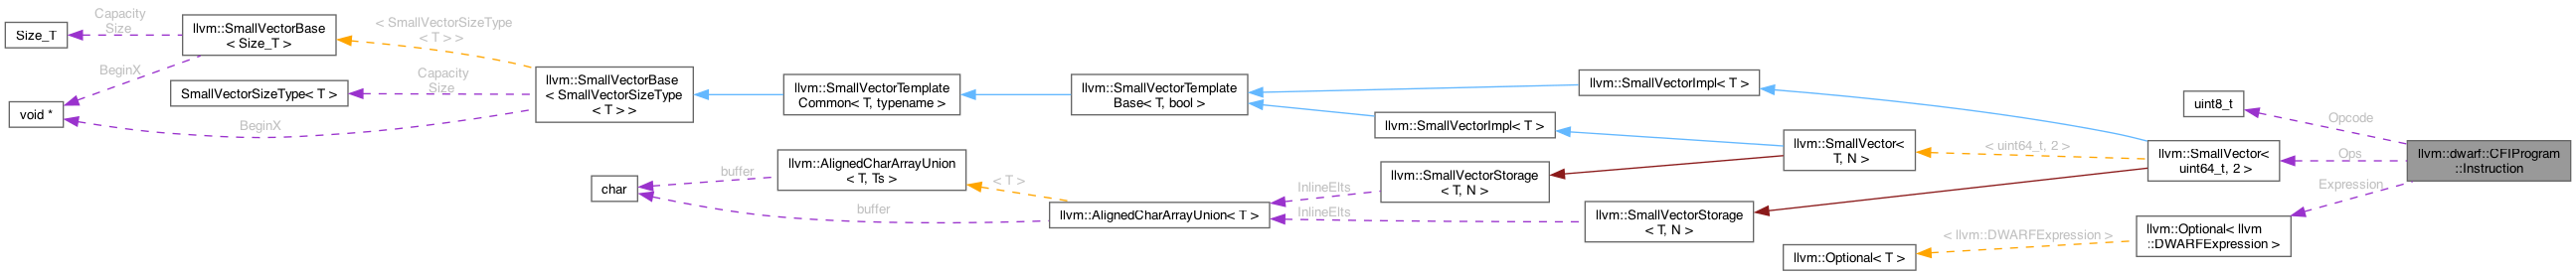 Size_T
Capacity
Size
llvm::SmallVectorBase
< Size_T >
< SmallVectorSizeType
< T > >
BeginX
SmallVectorSizeType< T >
void *
Capacity
Size
BeginX
llvm::SmallVectorBase
< SmallVectorSizeType
< T > >
llvm::SmallVectorTemplate
Common< T, typename >
llvm::SmallVectorTemplate
Base< T, bool >
llvm::SmallVectorImpl< T >
llvm::SmallVectorImpl< T >
char
buffer
buffer
llvm::AlignedCharArrayUnion
< T, Ts >
< T >
llvm::AlignedCharArrayUnion< T >
InlineElts
InlineElts
llvm::SmallVectorStorage
< T, N >
llvm::SmallVectorStorage
< T, N >
llvm::SmallVector<
T, N >
< uint64_t, 2 >
llvm::SmallVector<
uint64_t, 2 >
uint8_t
Opcode
Ops
Expression
llvm::dwarf::CFIProgram
::Instruction
llvm::Optional< T >
< llvm::DWARFExpression >
llvm::Optional< llvm
::DWARFExpression >